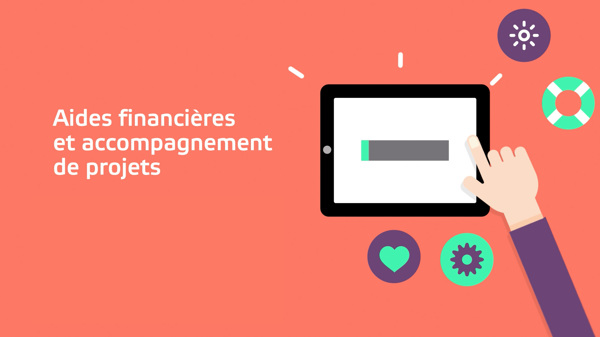 Aides financières
et accompagnement
de projets